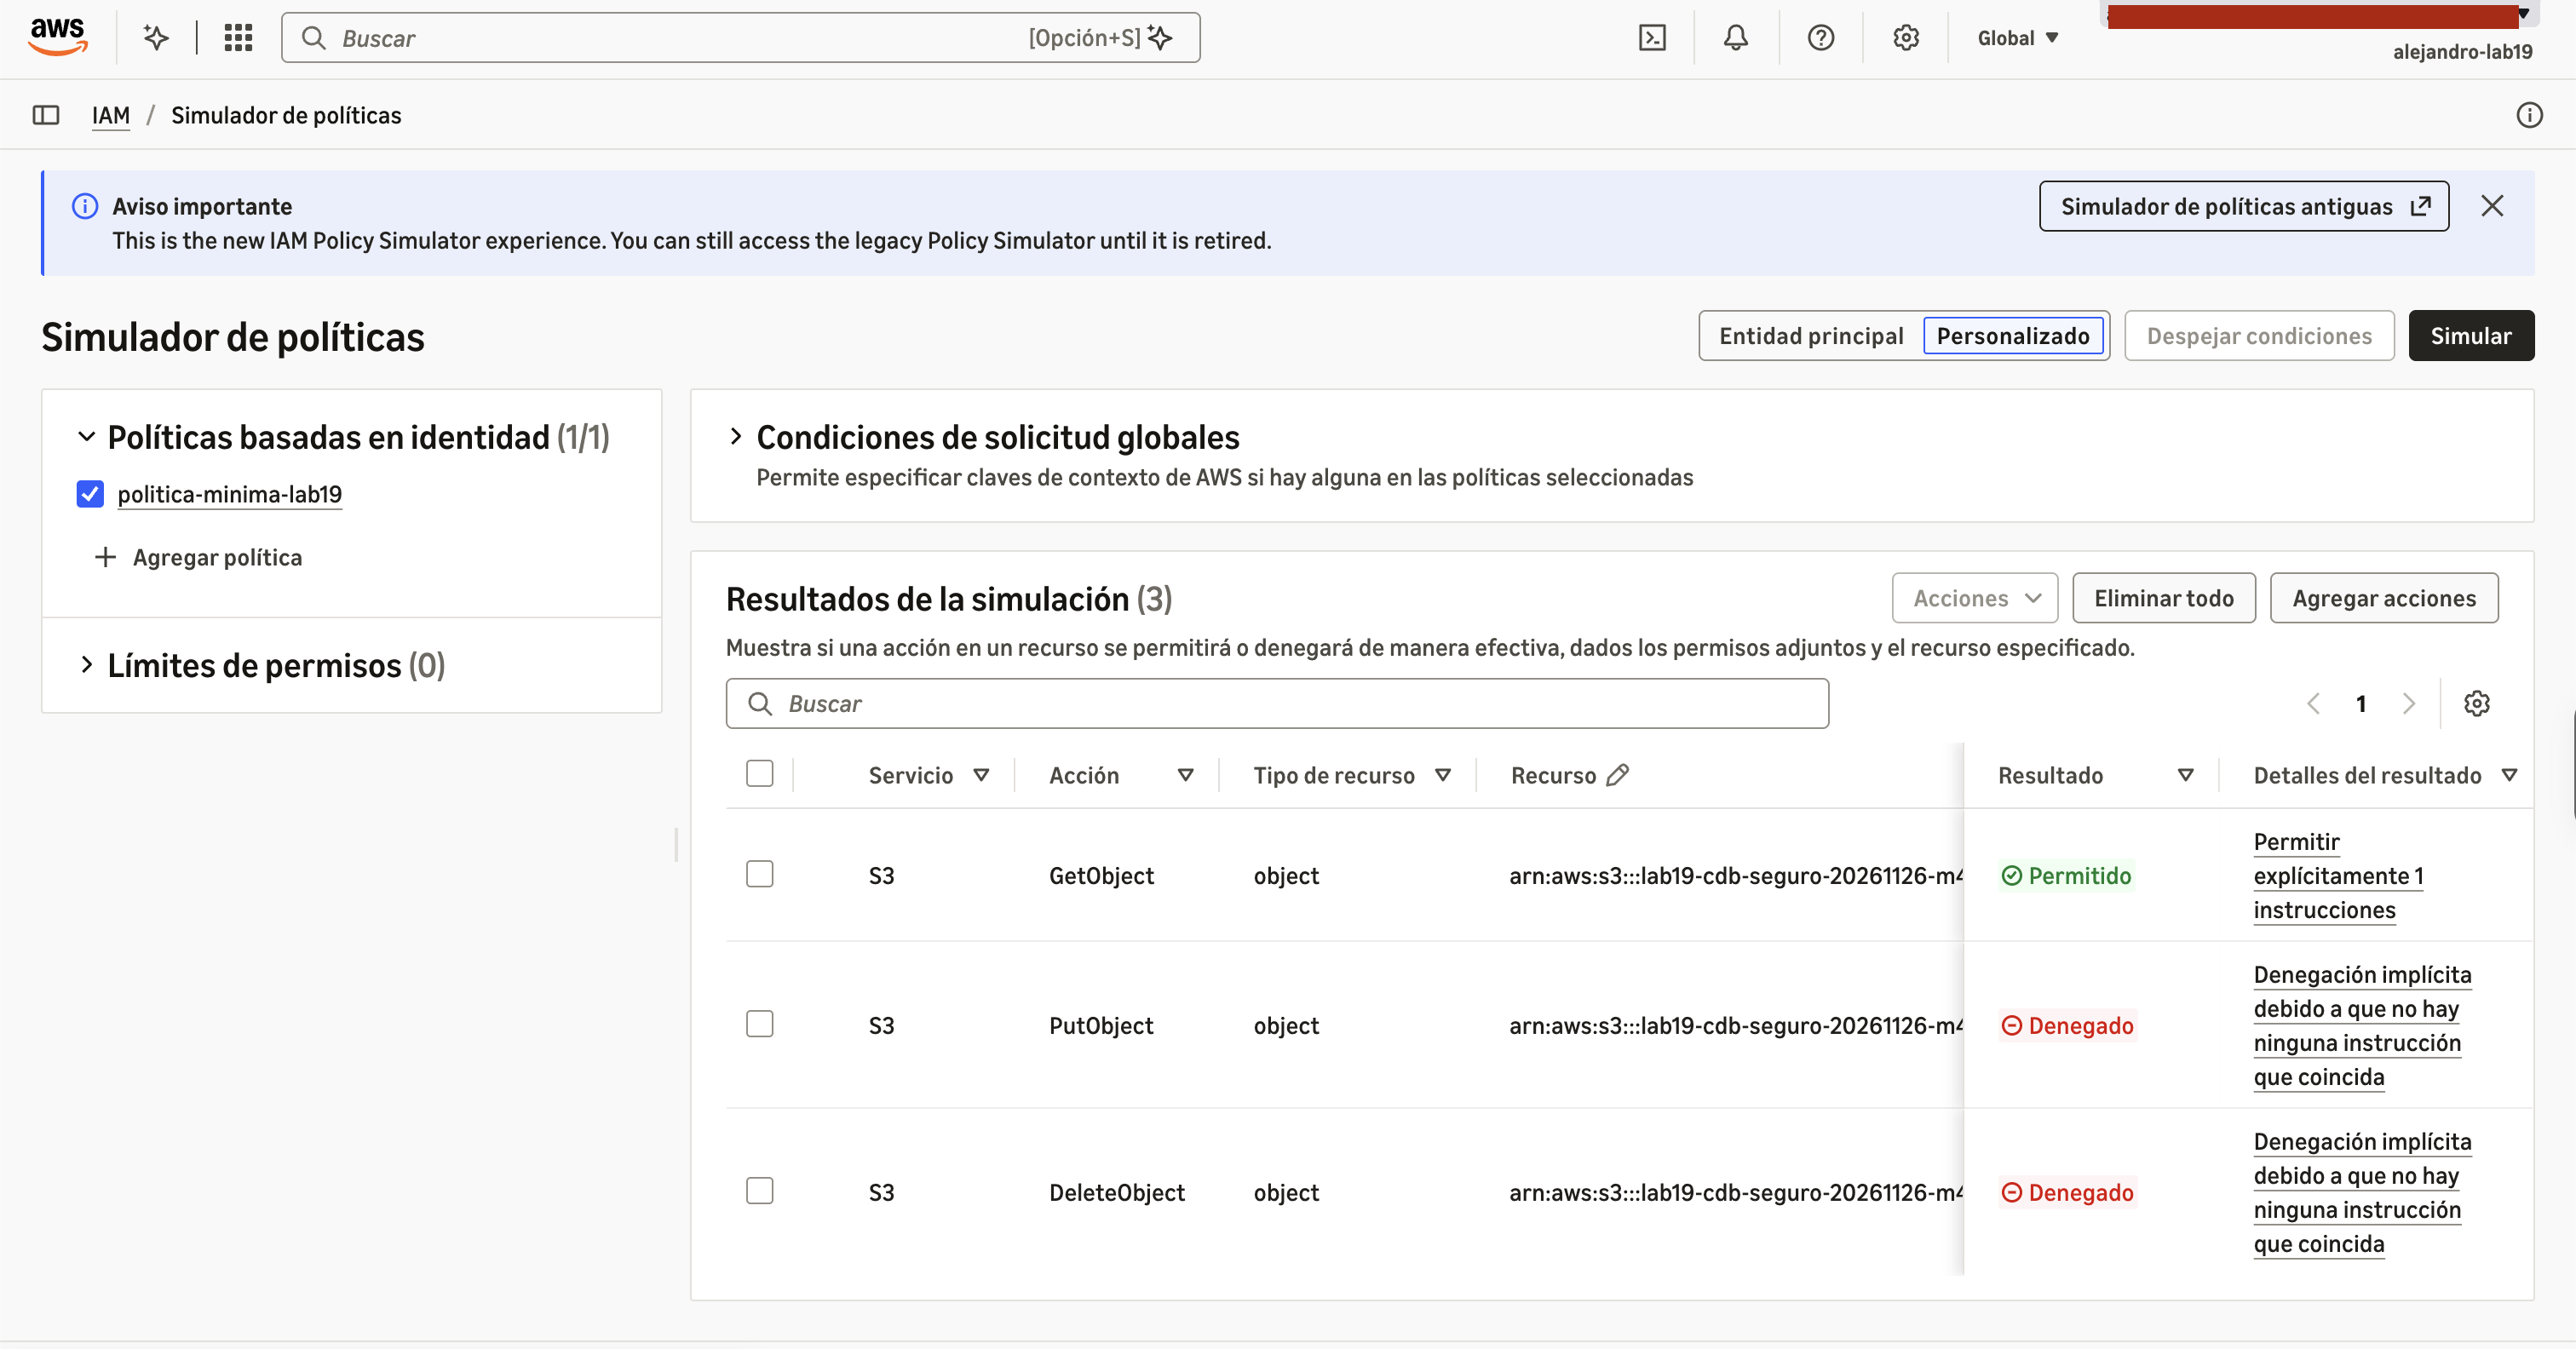 aws
Buscar
[Opción+S]
Global
alejandro-lab19
IAM / Simulador de políticas
Aviso importante
This is the new IAM Policy Simulator experience. You can still access the legacy Policy Simulator until it is retired.
Simulador de políticas antiguas
Simulador de políticas
Entidad principal
Personalizado
Despejar condiciones
Simular
Políticas basadas en identidad (1/1)
politica-minima-lab19
Agregar política
Límites de permisos (0)
Condiciones de solicitud globales
Permite especificar claves de contexto de AWS si hay alguna en las políticas seleccionadas
Resultados de la simulación (3)
Acciones
Eliminar todo
Agregar acciones
Muestra si una acción en un recurso se permitirá o denegará de manera efectiva, dados los permisos adjuntos y el recurso especificado.
Buscar
1
Servicio
Acción
Tipo de recurso
Recurso
Resultado
Detalles del resultado
S3
GetObject
object
arn:aws:s3:::lab19-cdb-seguro-20261126-m4
Permitido
Permitir
explícitamente 1
instrucciones
S3
PutObject
object
arn:aws:s3:::lab19-cdb-seguro-20261126-m4
Denegado
Denegación implícita
debido a que no hay
ninguna instrucción
que coincida
S3
DeleteObject
object
arn:aws:s3:::lab19-cdb-seguro-20261126-m4
Denegado
Denegación implícita
debido a que no hay
ninguna instrucción
que coincida